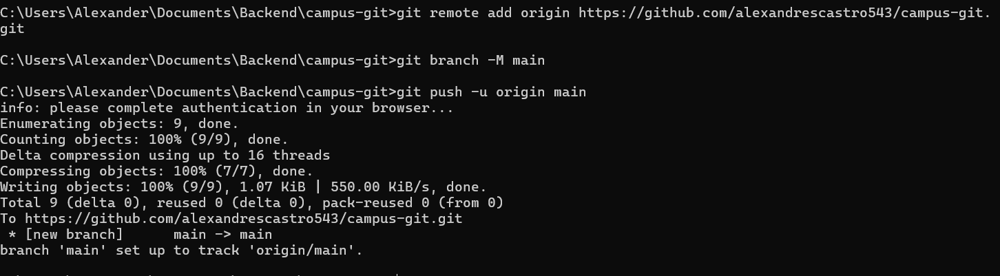 C:\Users\Alexander\Documents\Backend\campus-git>git remote add origin https://github.com/alexandrescastro543/campus-git.
git
C:\Users\Alexander\Documents\Backend\campus-git>git branch -M main
C:\Users\Alexander\Documents\Backend\campus-git>git push -u origin main
info: please complete authentication in your browser...
Enumerating objects: 9, done.
Counting objects: 100% (9/9), done.
Delta compression using up to 16 threads
Compressing objects: 100% (7/7), done.
Writing objects: 100% (9/9), 1.07 KiB | 550.00 KiB/s, done.
Total 9 (delta 0), reused 0 (delta 0), pack-reused 0 (from 0)
To https://github.com/alexandrescastro543/campus-git.git
 * [new branch]      main -> main
branch 'main' set up to track 'origin/main'.